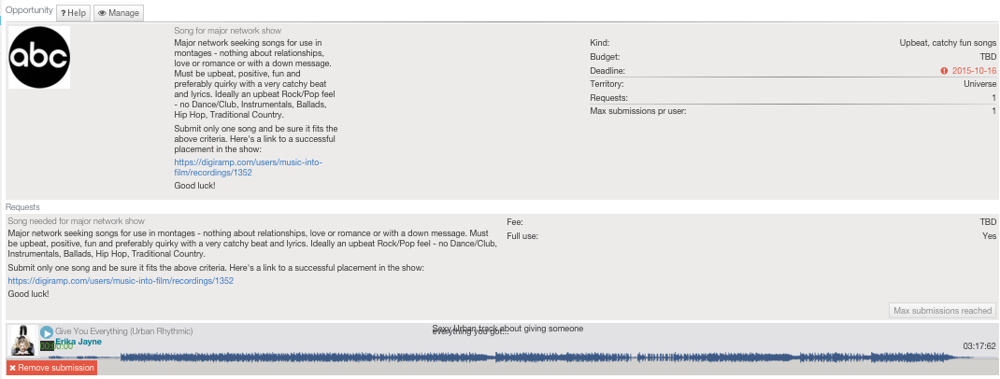 Opportunity
? Help
Manage
abc
Song for major network show
Major network seeking songs for use in
montages - nothing about relationships,
love or romance or with a down message.
Must be upbeat, positive, fun and
preferably quirky with a very catchy beat
and lyrics. Ideally an upbeat Rock/Pop feel
- no Dance/Club, Instrumentals, Ballads,
Hip Hop, Traditional Country.
Submit only one song and be sure it fits the
above criteria. Here's a link to a successful
placement in the show:
https://digiramp.com/users/music-into-
film/recordings/1352
Good luck!
Kind: Upbeat, catchy fun songs
Budget: TBD
Deadline: 2015-10-16
Territory: Universe
Requests: 1
Max submissions pr user: 1
Requests
Song needed for major network show
Major network seeking songs for use in montages - nothing about relationships, love or romance or with a down message. Must
be upbeat, positive, fun and preferably quirky with a very catchy beat and lyrics. Ideally an upbeat Rock/Pop feel - no Dance/Club,
Instrumentals, Ballads, Hip Hop, Traditional Country.
Submit only one song and be sure it fits the above criteria. Here's a link to a successful placement in the show:
https://digiramp.com/users/music-into-film/recordings/1352
Good luck!
Fee: TBD
Full use: Yes
Max submissions reached
Give You Everything (Urban Rhythmic)
Erika Jayne
00:00:00
Sexy Urban track about giving someone
everything you got...
03:17:62
Remove submission